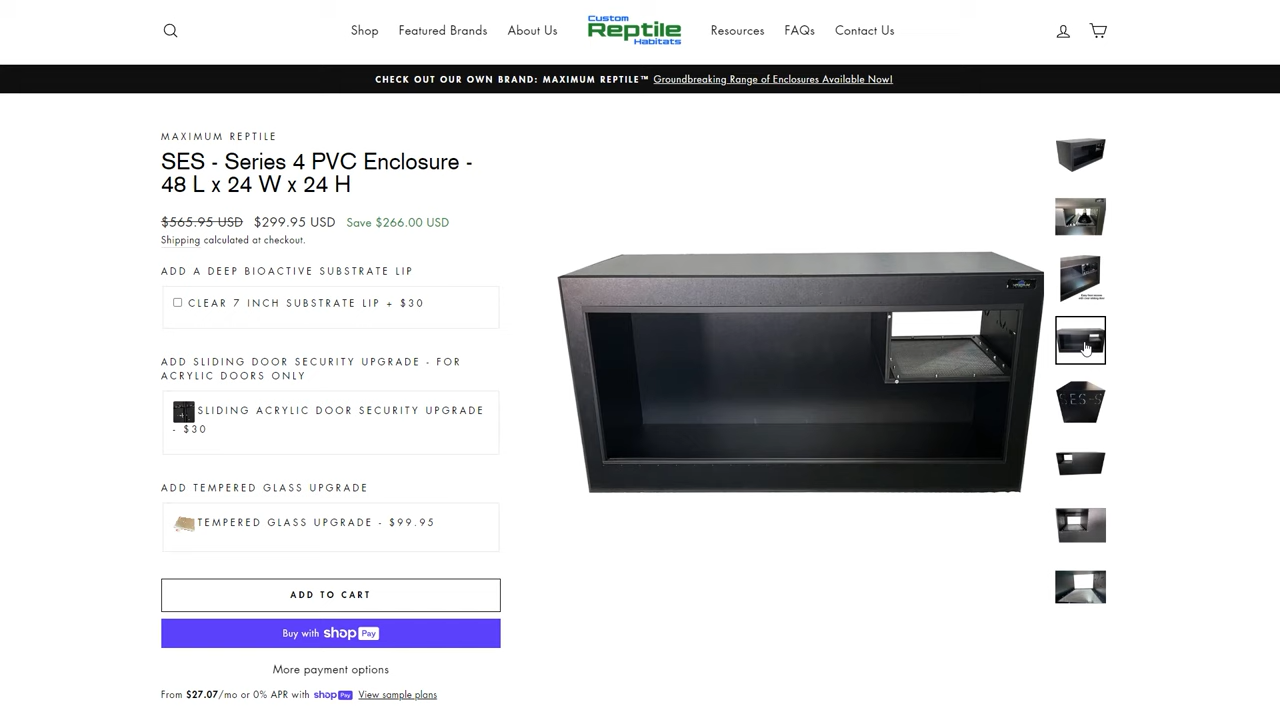 Shop
Featured Brands
About Us
Custom
Reptile
Habitats
Resources
FAQs
Contact Us
CHECK OUT OUR OWN BRAND: MAXIMUM REPTILE™ Groundbreaking Range of Enclosures Available Now!
MAXIMUM REPTILE
SES - Series 4 PVC Enclosure -
48 L x 24 W x 24 H
$565.95 USD $299.95 USD Save $266.00 USD
Shipping calculated at checkout.
ADD A DEEP BIOACTIVE SUBSTRATE LIP
CLEAR 7 INCH SUBSTRATE LIP + $30
ADD SLIDING DOOR SECURITY UPGRADE - FOR
ACRYLIC DOORS ONLY
SLIDING ACRYLIC DOOR SECURITY UPGRADE
- $30
ADD TEMPERED GLASS UPGRADE
TEMPERED GLASS UPGRADE - $99.95
ADD TO CART
Buy with shop Pay
More payment options
From $27.07/mo or 0% APR with shop Pay View sample plans
SES-S